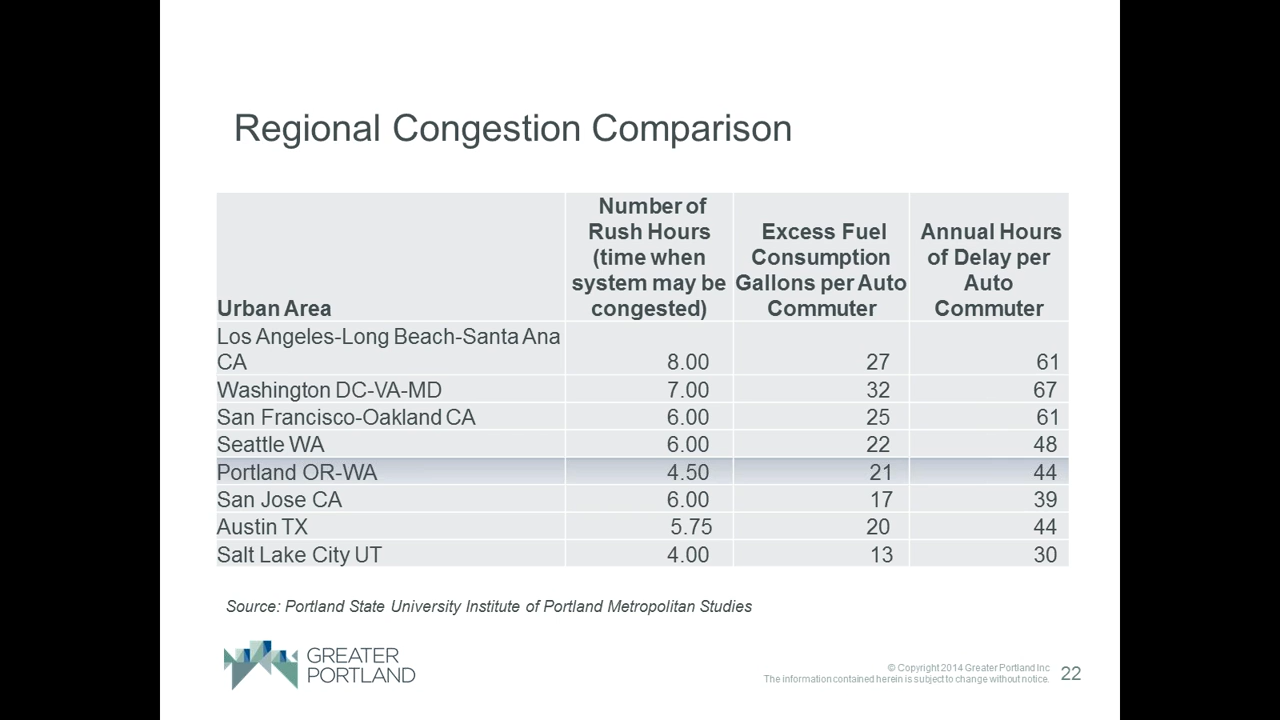 Regional Congestion Comparison
Number of
Rush Hours
(time when
system may be
congested)
Excess Fuel
Consumption
Gallons per Auto
Commuter
Annual Hours
of Delay per
Auto
Commuter
Urban Area
Los Angeles-Long Beach-Santa Ana
CA 8.00 27 61
Washington DC-VA-MD 7.00 32 67
San Francisco-Oakland CA 6.00 25 61
Seattle WA 6.00 22 48
Portland OR-WA 4.50 21 44
San Jose CA 6.00 17 39
Austin TX 5.75 20 44
Salt Lake City UT 4.00 13 30
Source: Portland State University Institute of Portland Metropolitan Studies
GREATER
PORTLAND
© Copyright 2014 Greater Portland Inc
The information contained herein is subject to change without notice.
22